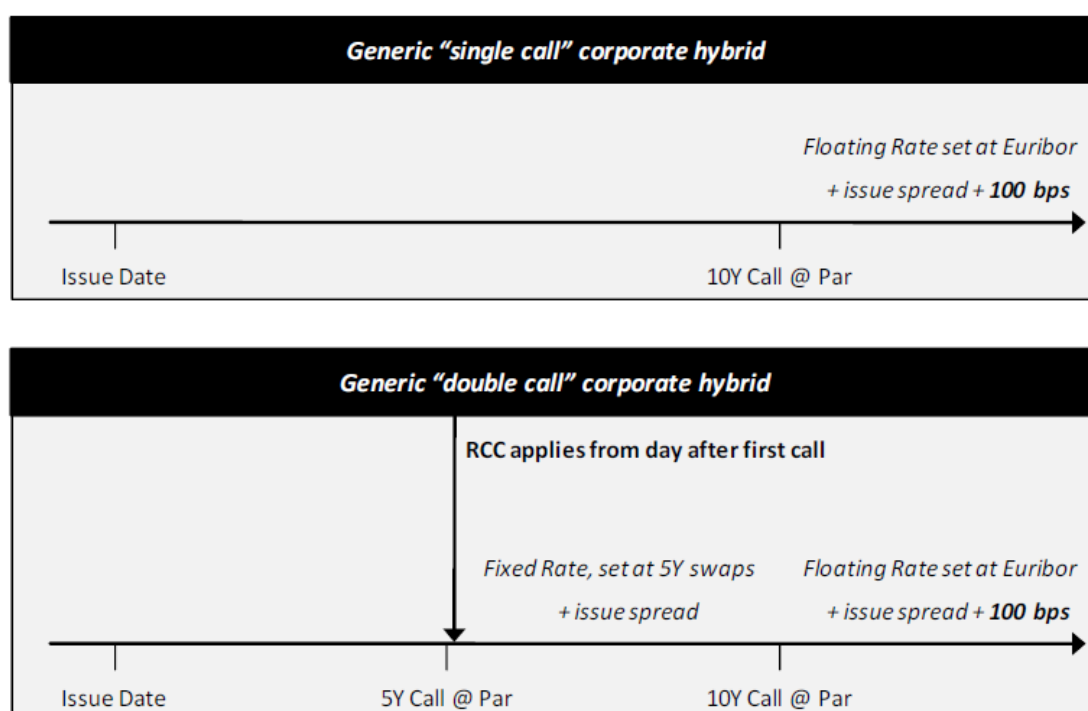 Generic “single call” corporate hybrid
Floating Rate set at Euribor
+ issue spread + 100 bps
Issue Date
10Y Call @ Par
Generic “double call” corporate hybrid
RCC applies from day after first call
Fixed Rate, set at 5Y swaps
+ issue spread
Floating Rate set at Euribor
+ issue spread + 100 bps
Issue Date
5Y Call @ Par
10Y Call @ Par